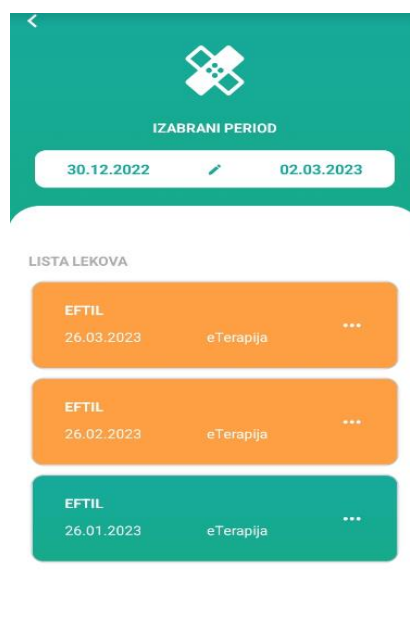 IZABRANI PERIOD
30.12.2022 02.03.2023
LISTA LEKOVA
EFTIL
26.03.2023 eTerapija
EFTIL
26.02.2023 eTerapija
EFTIL
26.01.2023 eTerapija